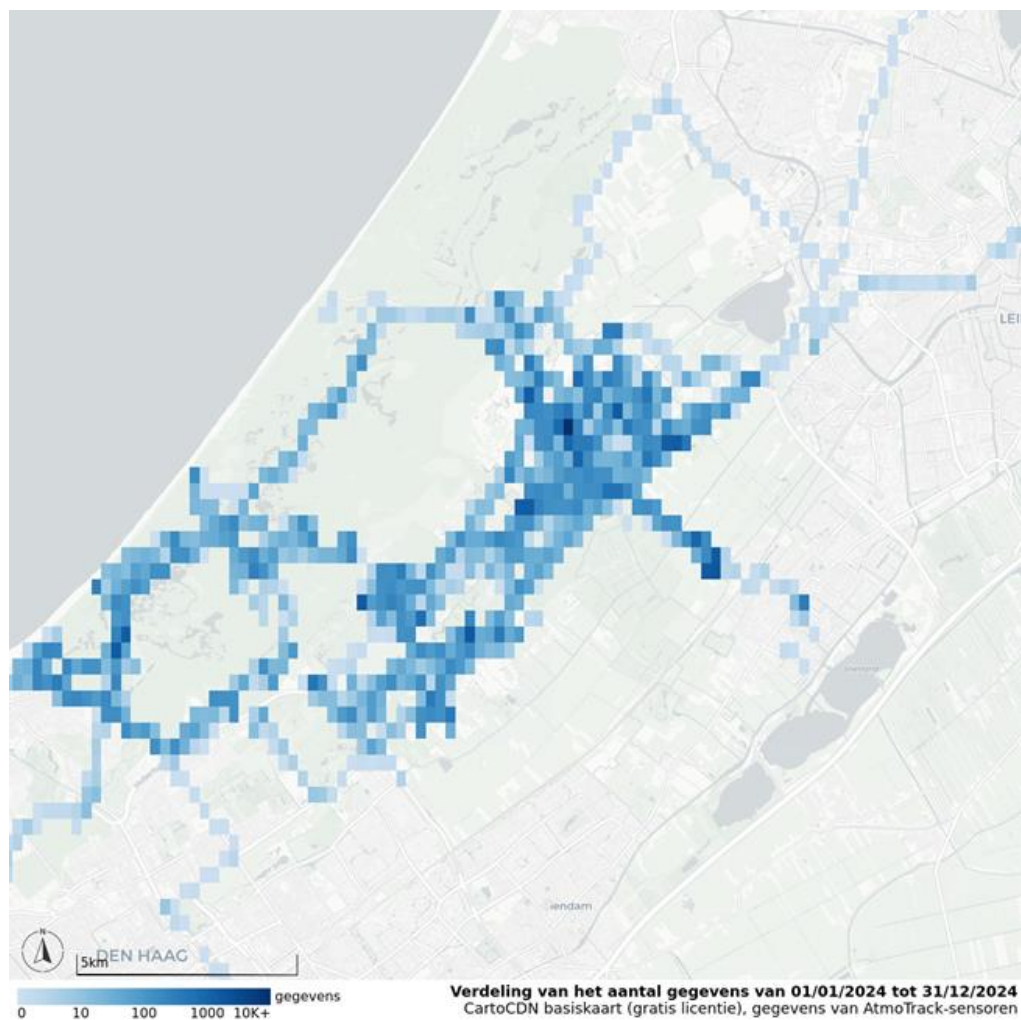 LEI
iendam
N
DEN HAAG
5km
gegevens
0 10 100 1000 10K+
Verdeling van het aantal gegevens van 01/01/2024 tot 31/12/2024
CartoCDN basiskaart (gratis licentie), gegevens van AtmoTrack-sensoren